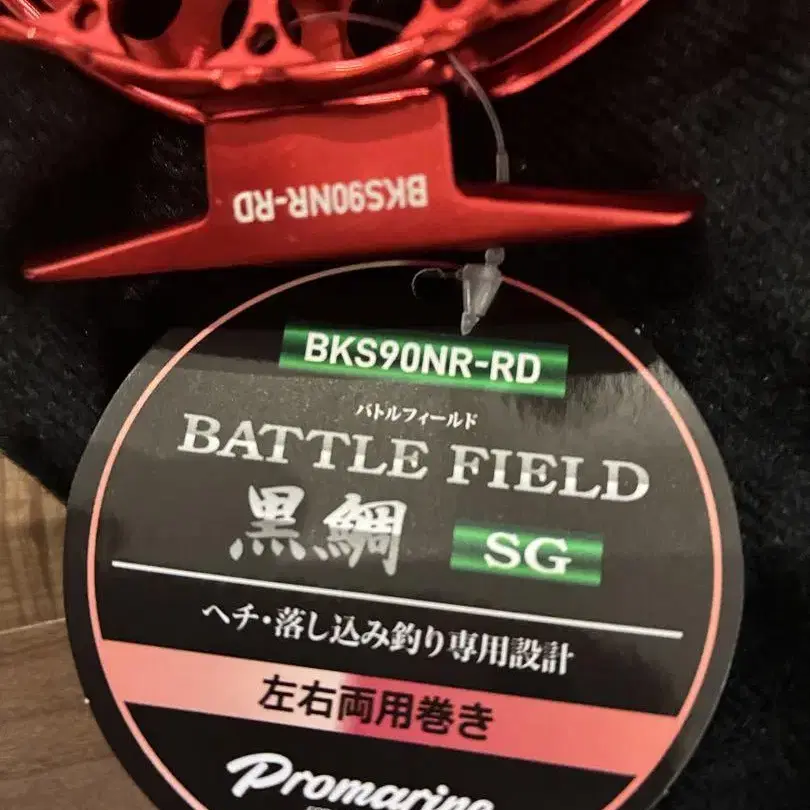 BKS90NR-RD
BKS90NR-RD
バトルフィールド
BATTLE FIELD
黒鯛 SG
ヘチ・落し込み釣り専用設計
左右両用巻き
Promarine